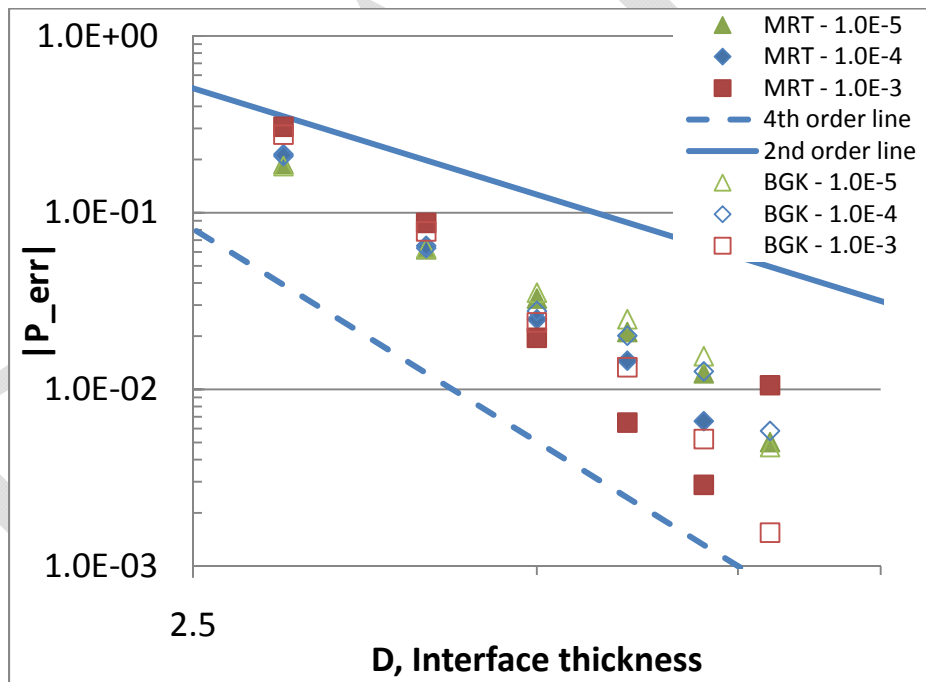 1.0E+00
1.0E-01
1.0E-02
1.0E-03
|P_err|
2.5
D, Interface thickness
MRT - 1.0E-5
MRT - 1.0E-4
MRT - 1.0E-3
4th order line
2nd order line
BGK - 1.0E-5
BGK - 1.0E-4
BGK - 1.0E-3